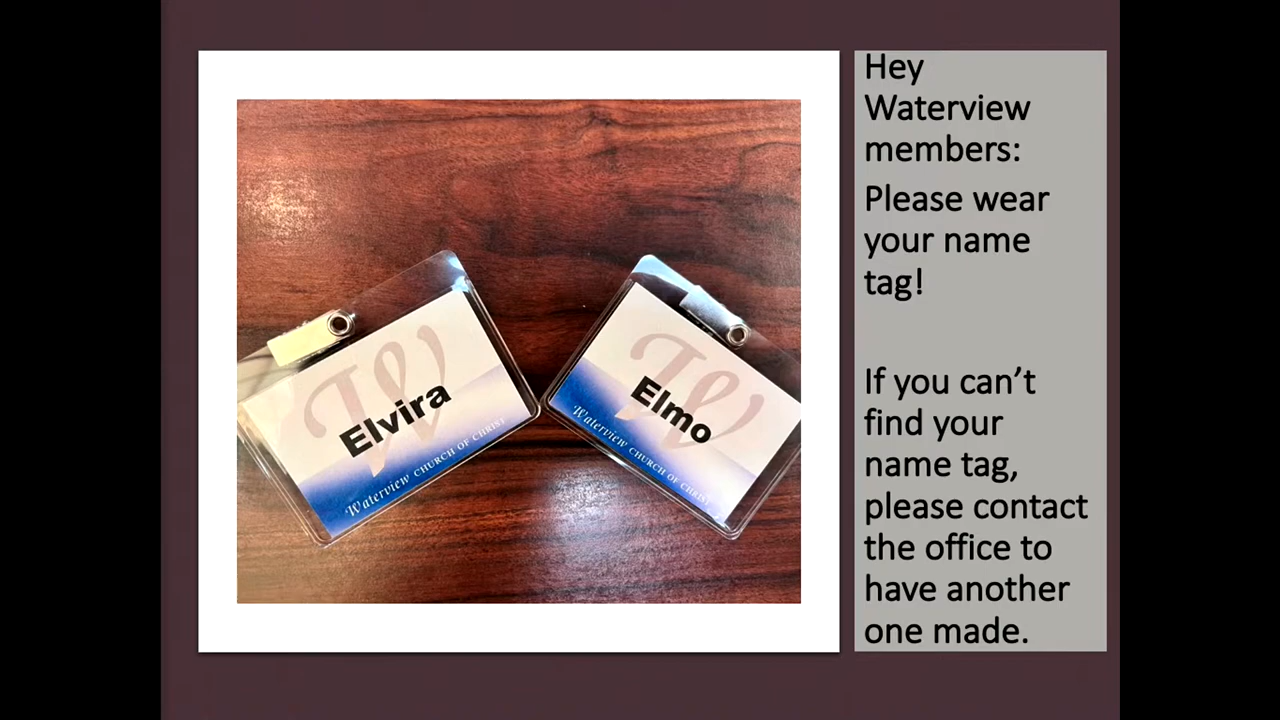 Hey
Waterview
members:
Please wear
your name
tag!
If you can’t
find your
name tag,
please contact
the office to
have another
one made.
W
Elvira
Waterview CHURCH OF CHRIST
W
Elmo
Waterview CHURCH OF CHRIST